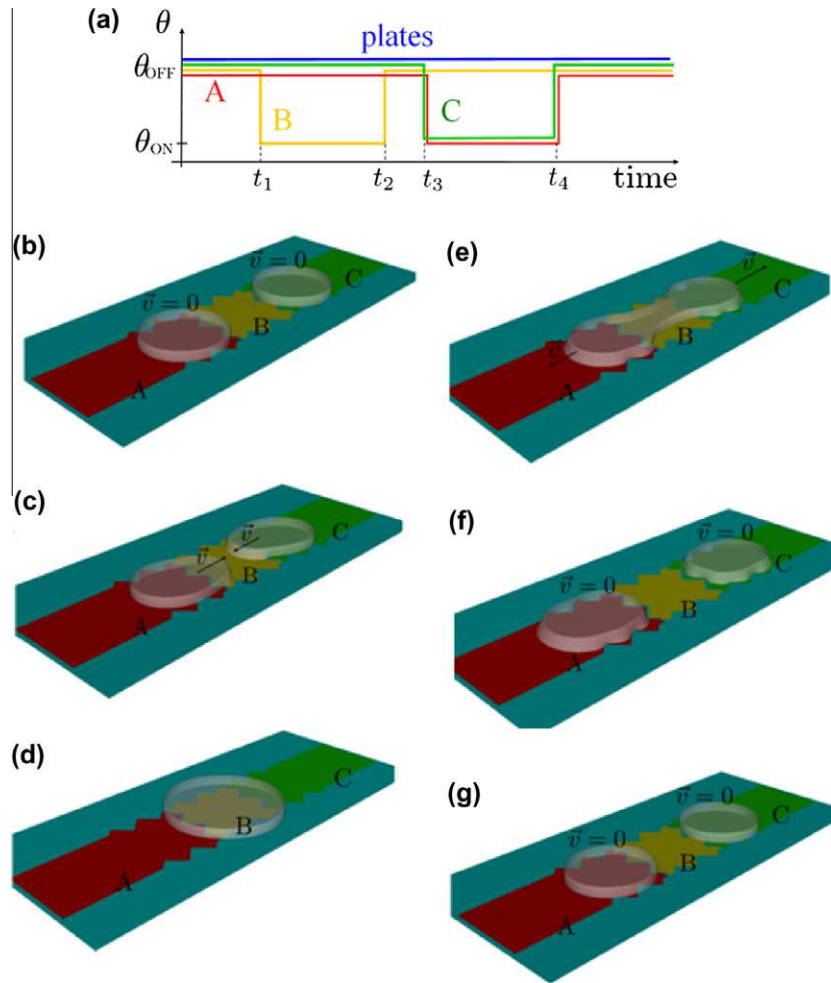 (a)
θ
plates
θOFF
A
B
C
θON
t1 t2 t3 t4 time
(b)
v⃗ = 0
v⃗ = 0
C
B
A
(e)
v⃗
C
B
v⃗
A
(c)
v⃗
v⃗
C
B
A
(f)
v⃗ = 0
v⃗ = 0
C
B
A
(d)
C
B
A
(g)
v⃗ = 0
v⃗ = 0
C
B
A